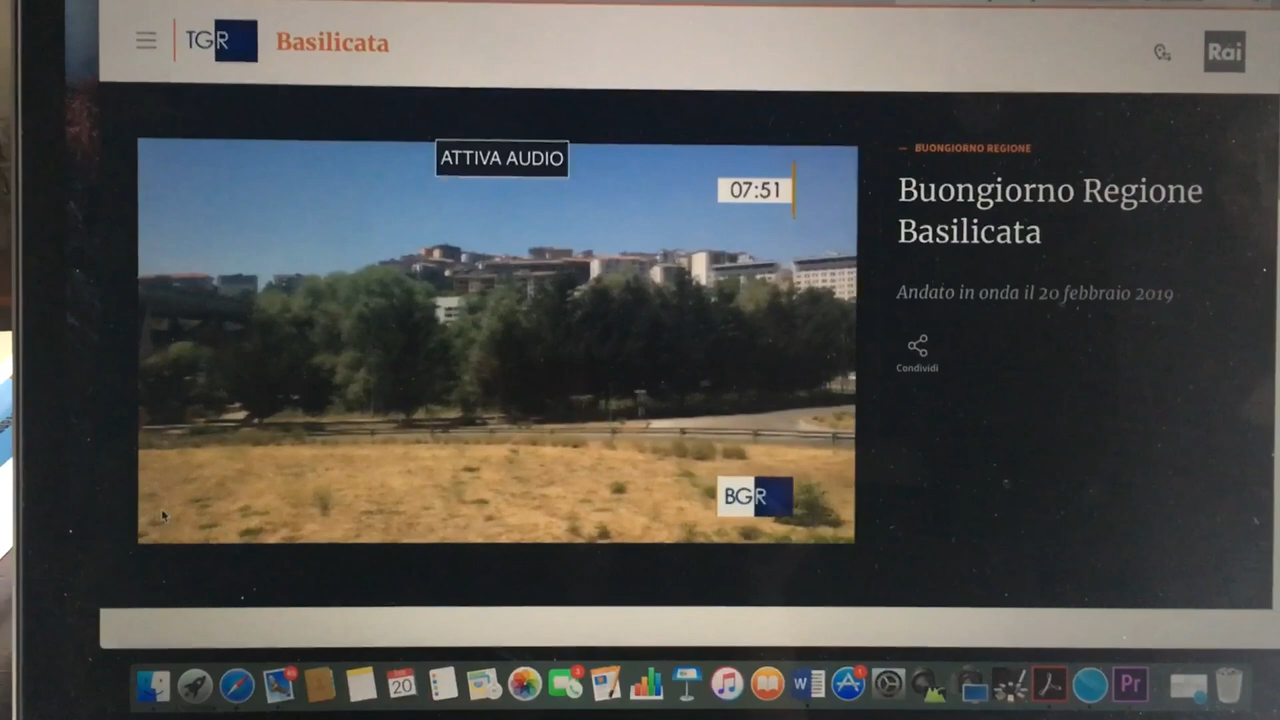 TGR Basilicata
Rai
ATTIVA AUDIO
07:51
BUONGIORNO REGIONE
Buongiorno Regione
Basilicata
Andato in onda il 20 febbraio 2019
Condividi
BGR
20
W
Pr